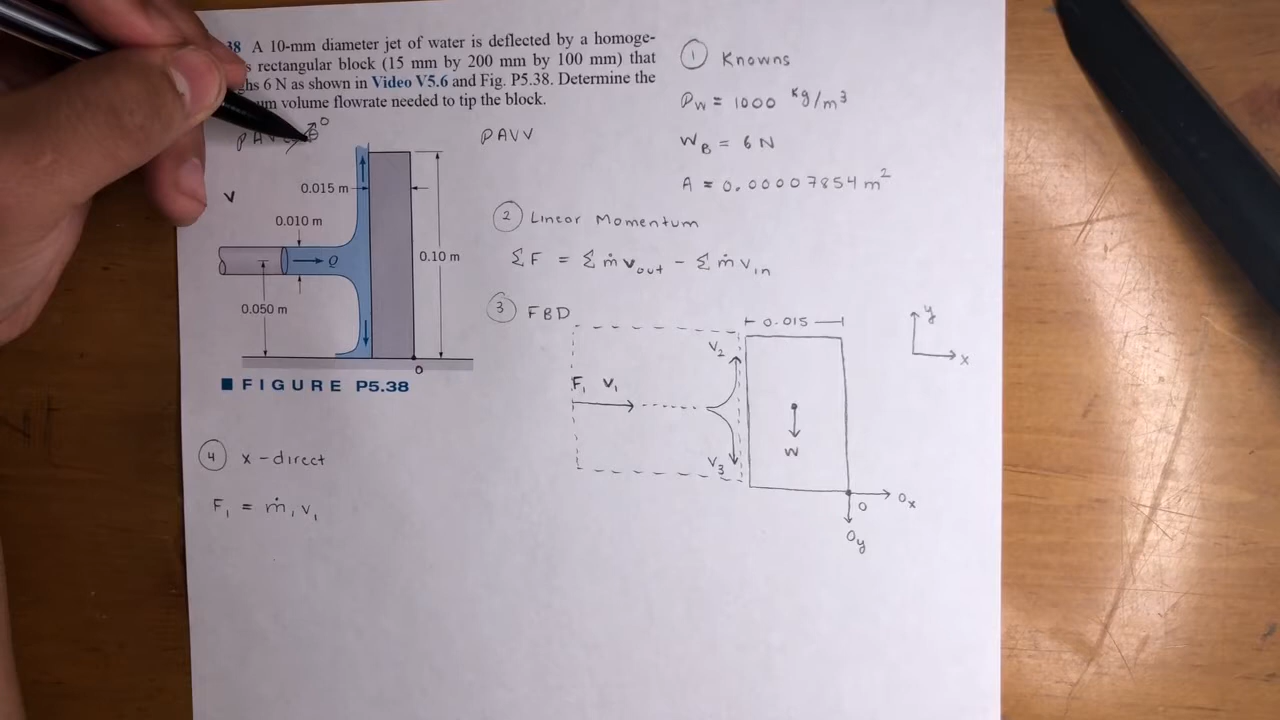 38 A 10-mm diameter jet of water is deflected by a homoge-
s rectangular block (15 mm by 200 mm by 100 mm) that
hs 6 N as shown in Video V5.6 and Fig. P5.38. Determine the
um volume flowrate needed to tip the block.
ρAV
0
ρAVV
V
0.015 m
0.010 m
Q
0.10 m
0.050 m
O
■ FIGURE P5.38
① Knowns
ρw = 1000 kg/m³
WB = 6 N
A = 0.00007854 m²
② Linear Momentum
ΣF = Σṁvout - Σṁvin
③ FBD
0.015
V2
F1 V1
W
V3
O
Ox
Oy
y
x
④ x-direct
F1 = ṁ1V1